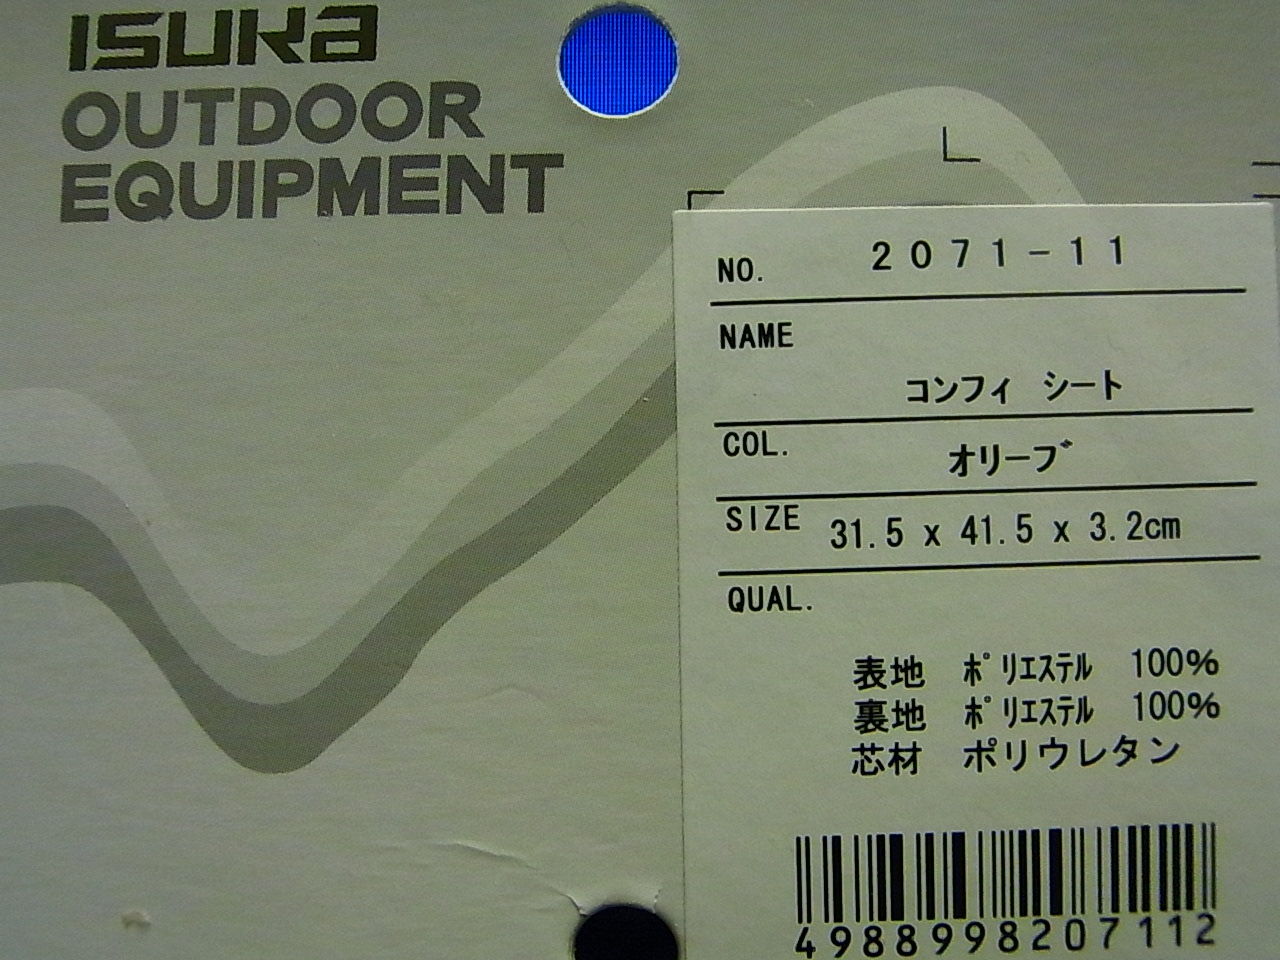 ISUKA
OUTDOOR
EQUIPMENT
NO. 2071-11
NAME
コンフィ シート
COL. オリーブ
SIZE 31.5 x 41.5 x 3.2cm
QUAL.
表地 ﾎﾟﾘｴｽﾃﾙ 100%
裏地 ﾎﾟﾘｴｽﾃﾙ 100%
芯材 ポリウレタン
4988998207112